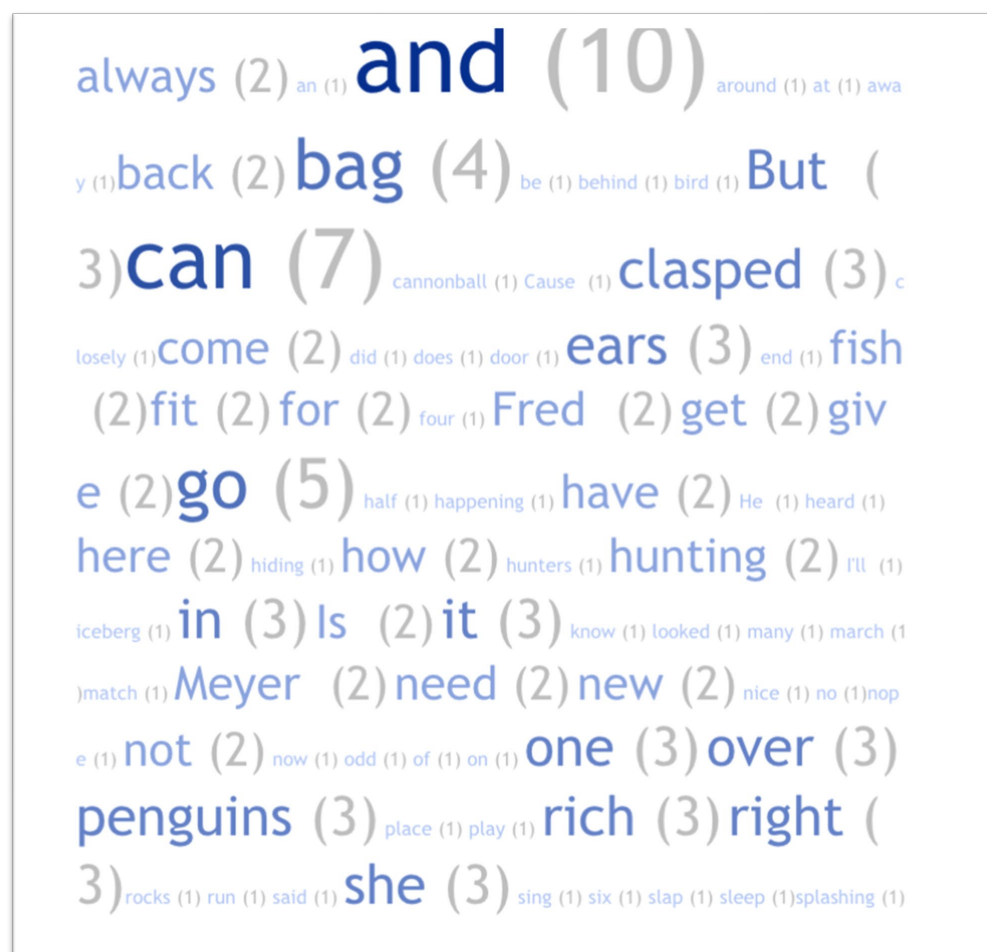 always (2) an (1) and (10) around (1) at (1) awa
y (1) back (2) bag (4) be (1) behind (1) bird (1) But (
3) can (7) cannonball (1) Cause (1) clasped (3) c
losely (1) come (2) did (1) does (1) door (1) ears (3) end (1) fish
(2) fit (2) for (2) four (1) Fred (2) get (2) giv
e (2) go (5) half (1) happening (1) have (2) He (1) heard (1)
here (2) hiding (1) how (2) hunters (1) hunting (2) I'll (1)
iceberg (1) in (3) Is (2) it (3) know (1) looked (1) many (1) march (1
) match (1) Meyer (2) need (2) new (2) nice (1) no (1) nop
e (1) not (2) now (1) odd (1) of (1) on (1) one (3) over (3)
penguins (3) place (1) play (1) rich (3) right (
3) rocks (1) run (1) said (1) she (3) sing (1) six (1) slap (1) sleep (1) splashing (1)